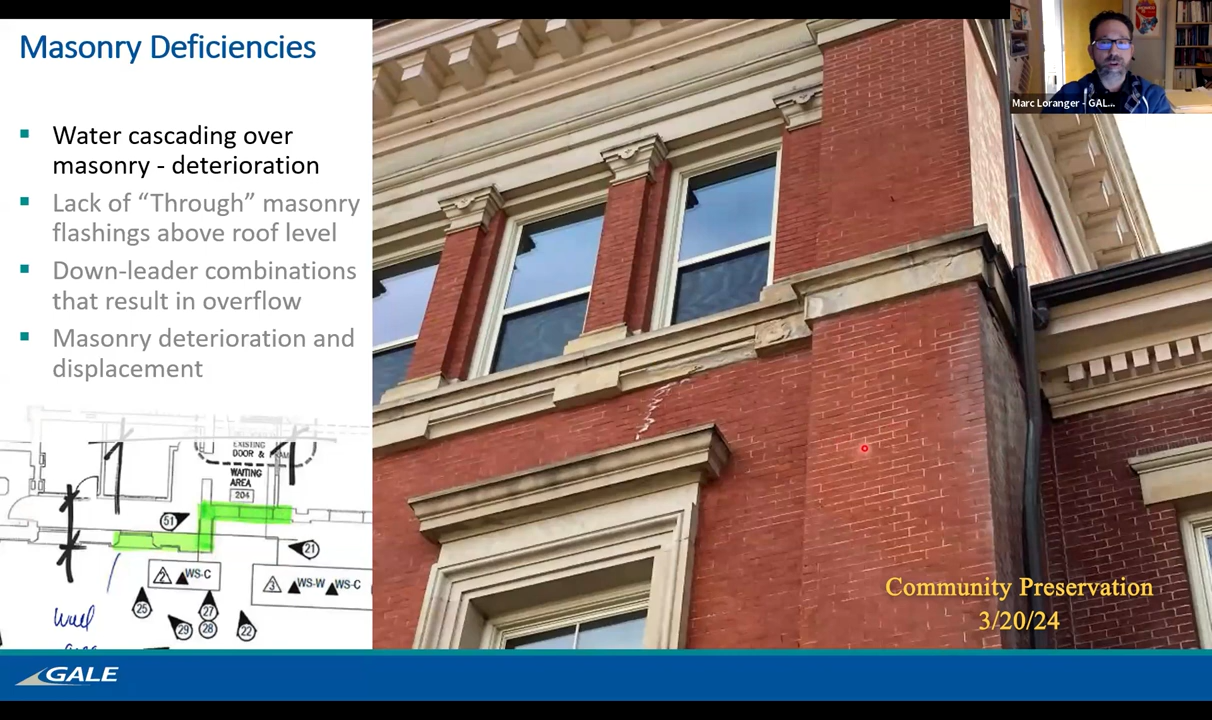 Masonry Deficiencies
Water cascading over
masonry - deterioration
Lack of “Through” masonry
flashings above roof level
Down-leader combinations
that result in overflow
Masonry deterioration and
displacement
Marc Loranger - GAL...
EXISTING
DOOR &
WAITING
AREA
204
51
21
2 WS-C
3 WS-W WS-C
25
27
29
28
22
Community Preservation
3/20/24
GALE